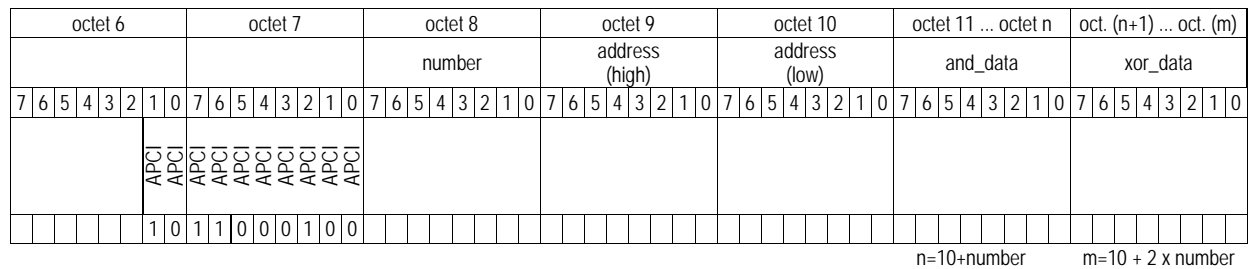 octet 6 octet 7 octet 8 octet 9 octet 10 octet 11 ... octet n oct. (n+1) ... oct. (m)
number address (high) address (low) and_data xor_data
7 6 5 4 3 2 1 0 7 6 5 4 3 2 1 0 7 6 5 4 3 2 1 0 7 6 5 4 3 2 1 0 7 6 5 4 3 2 1 0 7 6 5 4 3 2 1 0 7 6 5 4 3 2 1 0
APCI APCI APCI APCI APCI APCI APCI APCI APCI APCI
1 0 1 1 0 0 0 1 0 0
n=10+number m=10 + 2 x number